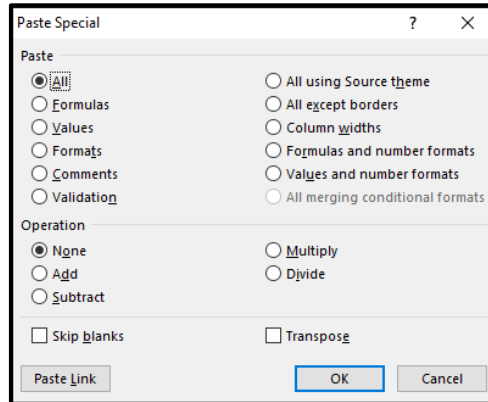 Paste Special ?
Paste
All
Formulas
Values
Formats
Comments
Validation
All using Source theme
All except borders
Column widths
Formulas and number formats
Values and number formats
All merging conditional formats
Operation
None
Add
Subtract
Multiply
Divide
Skip blanks
Transpose
Paste Link
OK
Cancel